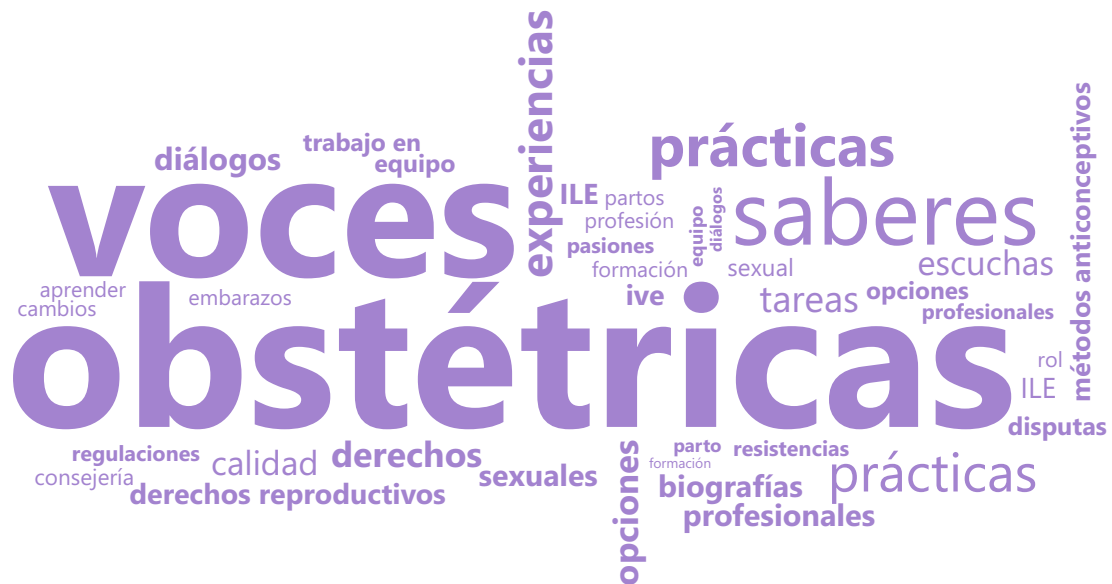 experiencias
trabajo en
equipo
diálogos
voces
prácticas
métodos anticonceptivos
ILE
partos
profesión
pasiones
formación
equipo
diálogos
sexual
saberes
escuchas
aprender
cambios
embarazos
ive
tareas
opciones
profesionales
obstétricas
rol
ILE
disputas
regulaciones
consejería
calidad
derechos
derechos reproductivos
sexuales
opciones
parto
formación
resistencias
biografías
profesionales
prácticas